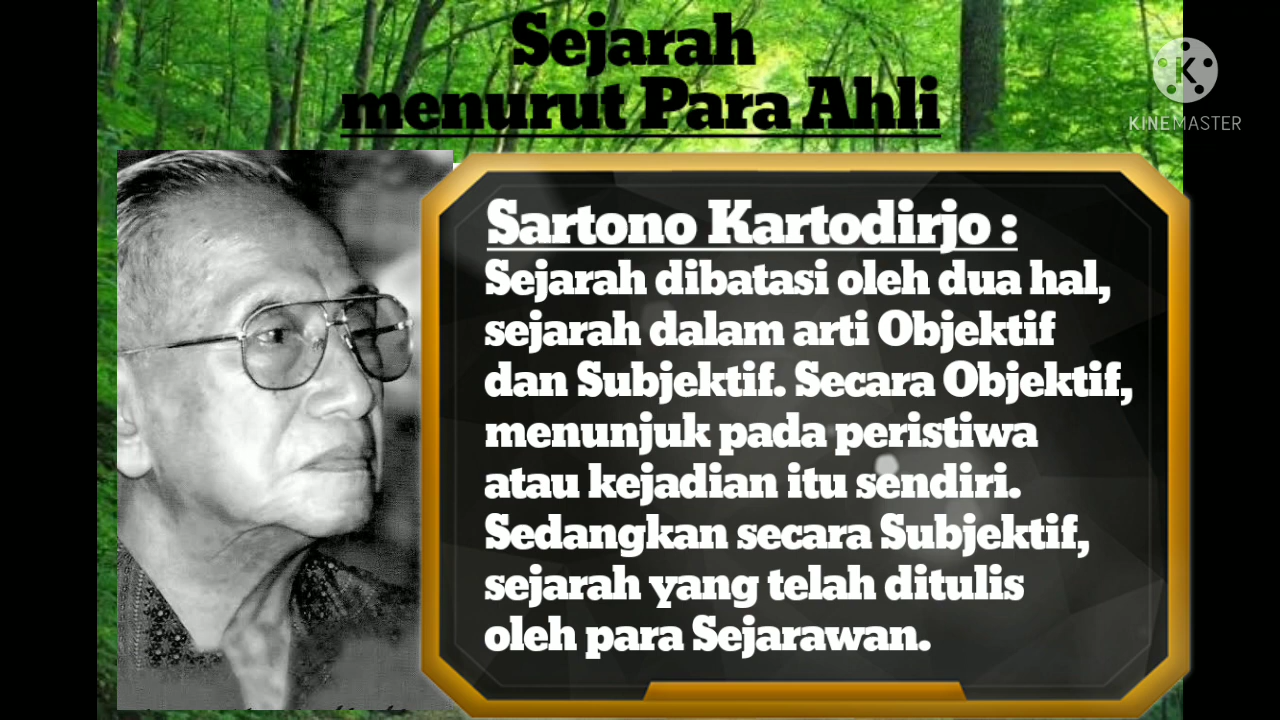 Sejarah
menurut Para Ahli
KINEMASTER
Sartono Kartodirjo :
Sejarah dibatasi oleh dua hal,
sejarah dalam arti Objektif
dan Subjektif. Secara Objektif,
menunjuk pada peristiwa
atau kejadian itu sendiri.
Sedangkan secara Subjektif,
sejarah yang telah ditulis
oleh para Sejarawan.